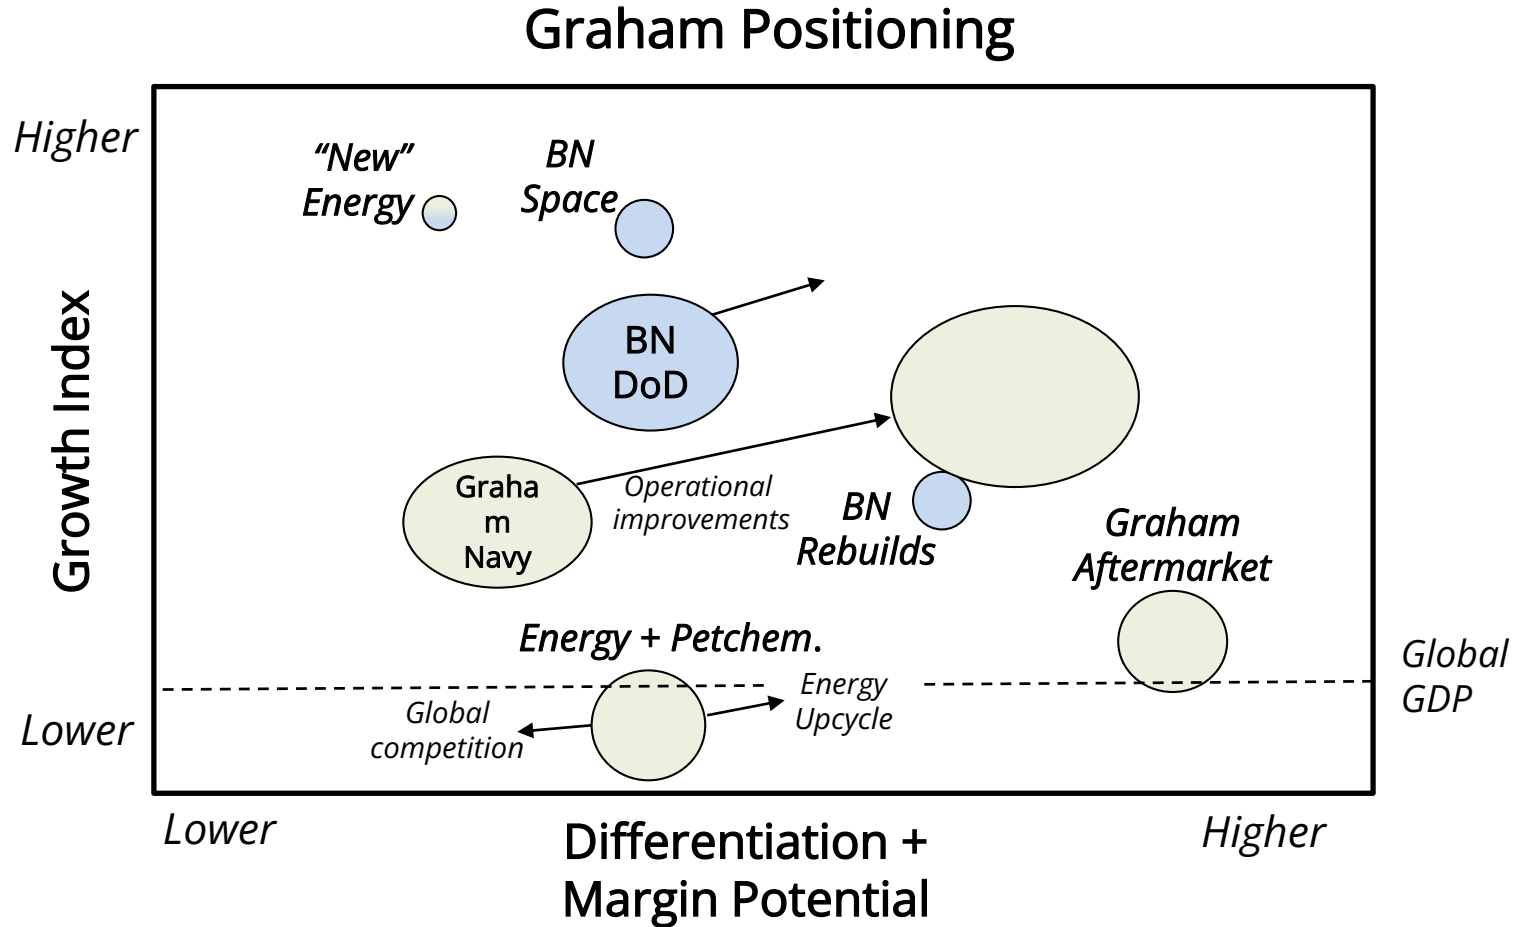 Graham Positioning
Higher
“New”
Energy
BN
Space
Growth Index
BN
DoD
Graha
m
Navy
Operational
improvements
BN
Rebuilds
Graham
Aftermarket
Energy + Petchem.
Global
GDP
Energy
Upcycle
Global
competition
Lower
Lower
Higher
Differentiation +
Margin Potential